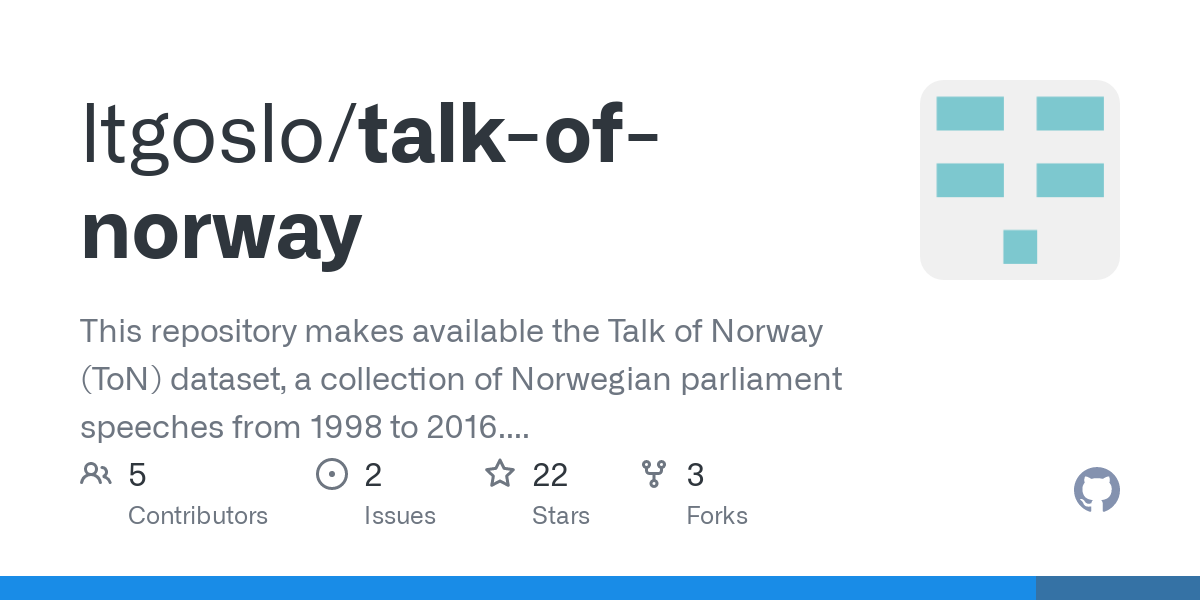 ltgoslo/talk-of-
norway
This repository makes available the Talk of Norway
(ToN) dataset, a collection of Norwegian parliament
speeches from 1998 to 2016....
5 2 22 3
Contributors Issues Stars Forks